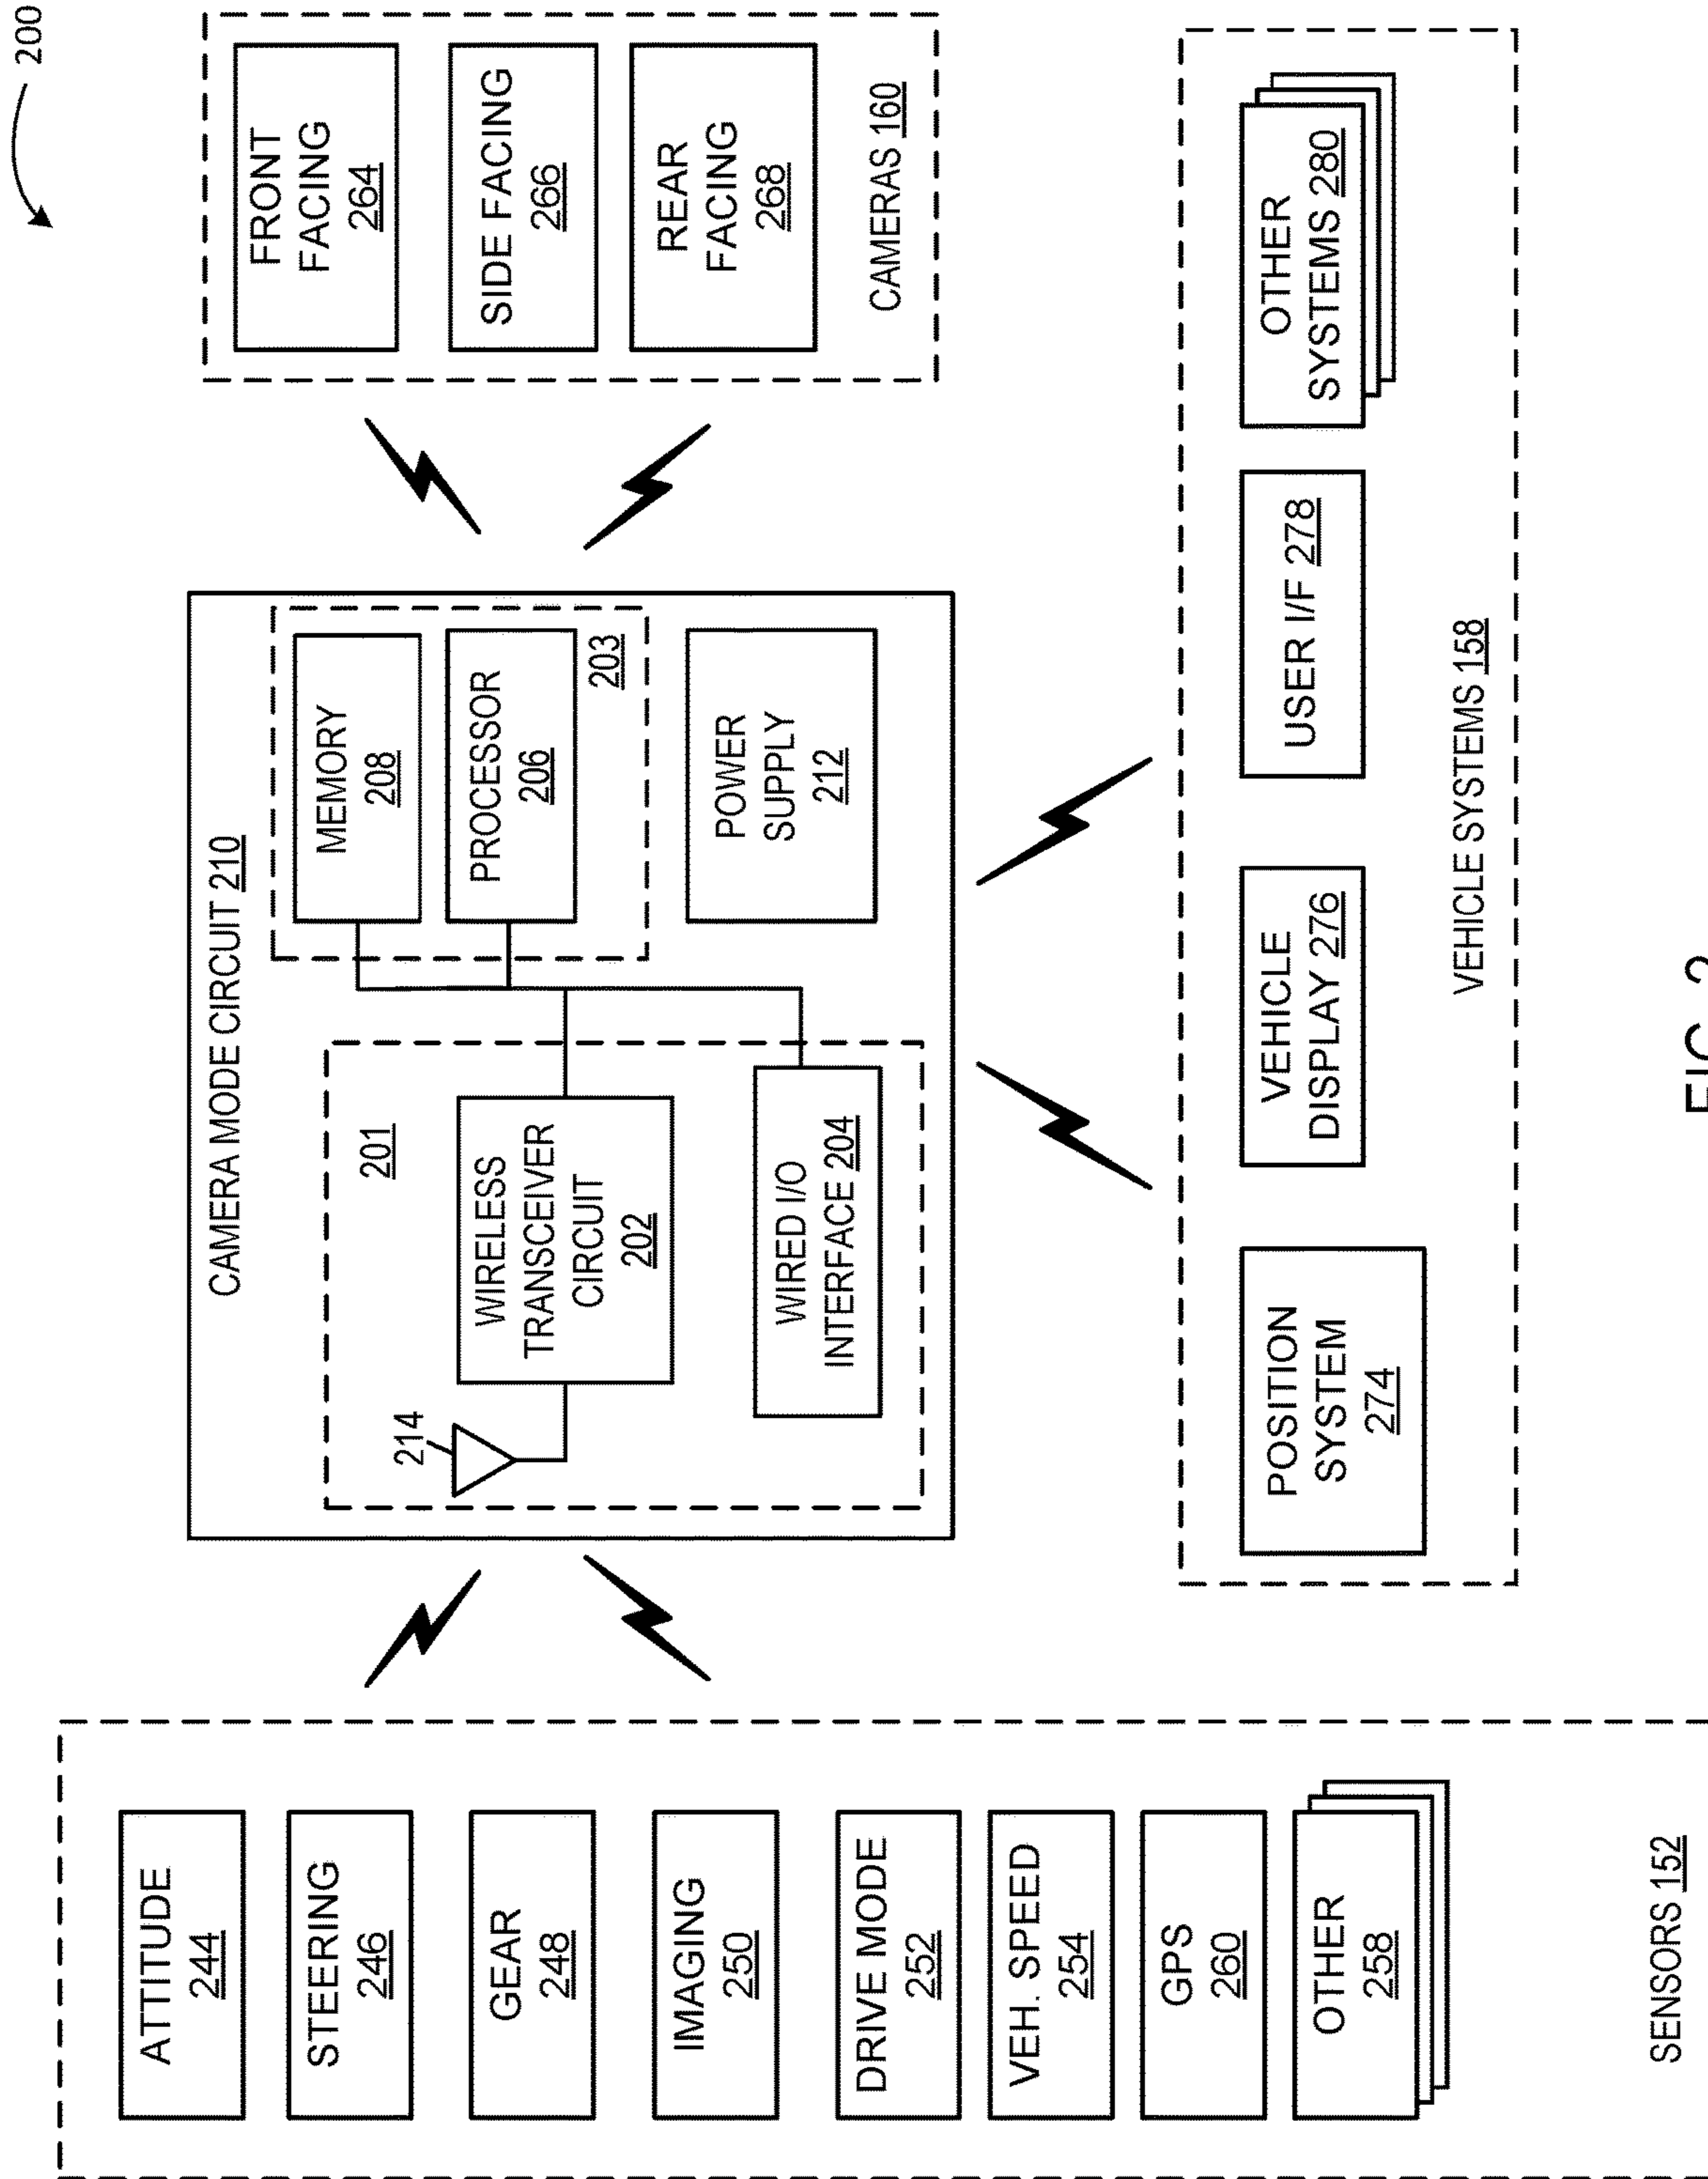 200
ATTITUDE
244
STEERING
246
GEAR
248
IMAGING
250
DRIVE MODE
252
VEH. SPEED
254
GPS
260
OTHER
258
SENSORS 152
CAMERA MODE CIRCUIT 210
201
214
WIRELESS
TRANSCEIVER
CIRCUIT
202
WIRED I/O
INTERFACE 204
MEMORY
208
PROCESSOR
206
203
POWER
SUPPLY
212
FRONT
FACING
264
SIDE FACING
266
REAR
FACING
268
CAMERAS 160
POSITION
SYSTEM
274
VEHICLE
DISPLAY 276
USER I/F 278
OTHER
SYSTEMS 280
VEHICLE SYSTEMS 158
FIG. 2